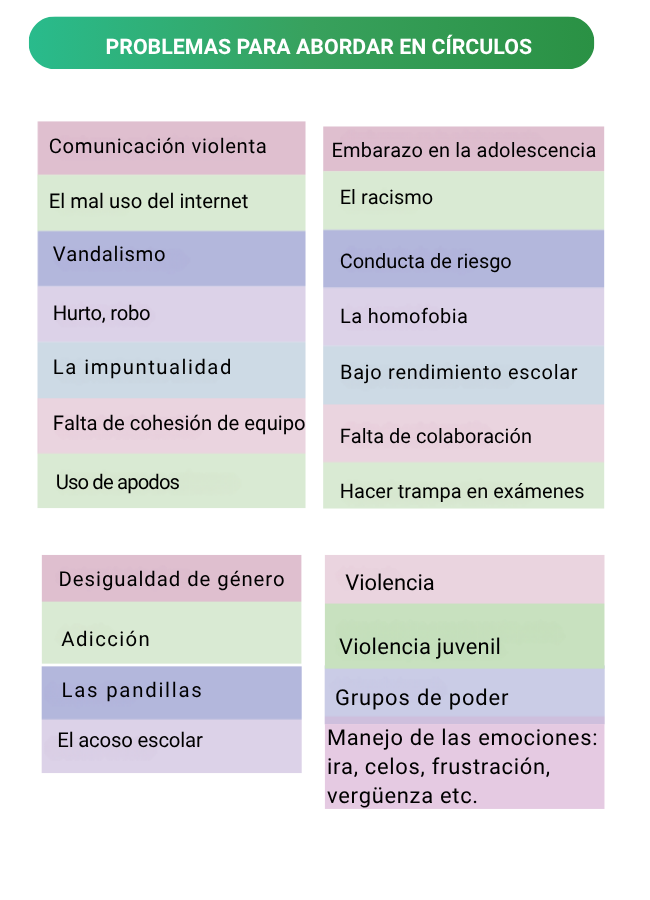 PROBLEMAS PARA ABORDAR EN CÍRCULOS
Comunicación violenta
El mal uso del internet
Vandalismo
Hurto, robo
La impuntualidad
Falta de cohesión de equipo
Uso de apodos
Embarazo en la adolescencia
El racismo
Conducta de riesgo
La homofobia
Bajo rendimiento escolar
Falta de colaboración
Hacer trampa en exámenes
Desigualdad de género
Adicción
Las pandillas
El acoso escolar
Violencia
Violencia juvenil
Grupos de poder
Manejo de las emociones:
ira, celos, frustración,
vergüenza etc.